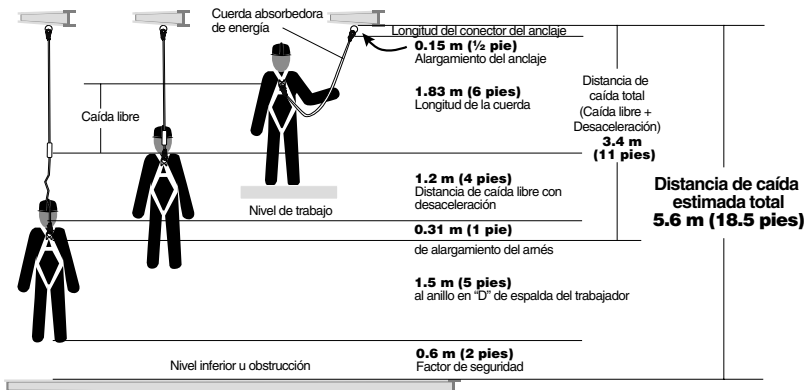 Cuerda absorbedora
de energía
Longitud del conector del anclaje
0.15 m (½ pie)
Alargamiento del anclaje
1.83 m (6 pies)
Longitud de la cuerda
Caída libre
Distancia de
caída total
(Caída libre +
Desaceleración)
3.4 m
(11 pies)
1.2 m (4 pies)
Distancia de caída libre con
desaceleración
Nivel de trabajo
Distancia de caída
estimada total
5.6 m (18.5 pies)
0.31 m (1 pie)
de alargamiento del arnés
1.5 m (5 pies)
al anillo en “D” de espalda del trabajador
0.6 m (2 pies)
Factor de seguridad
Nivel inferior u obstrucción